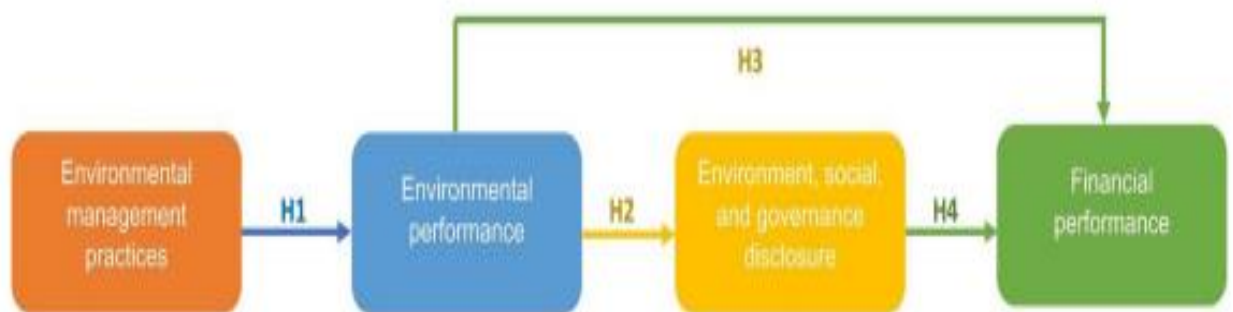 H3
Environmental
management
practices
H1
Environmental
performance
H2
Environment, social,
and governance
disclosure
H4
Financial
performance